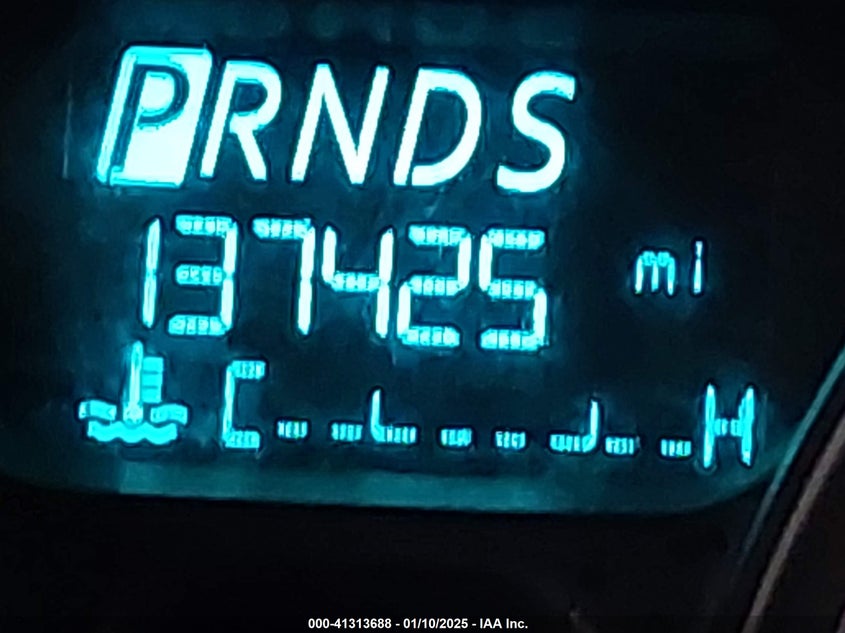 PRNDS
137425 mi
C H
000-41313688 - 01/10/2025 - IAA Inc.